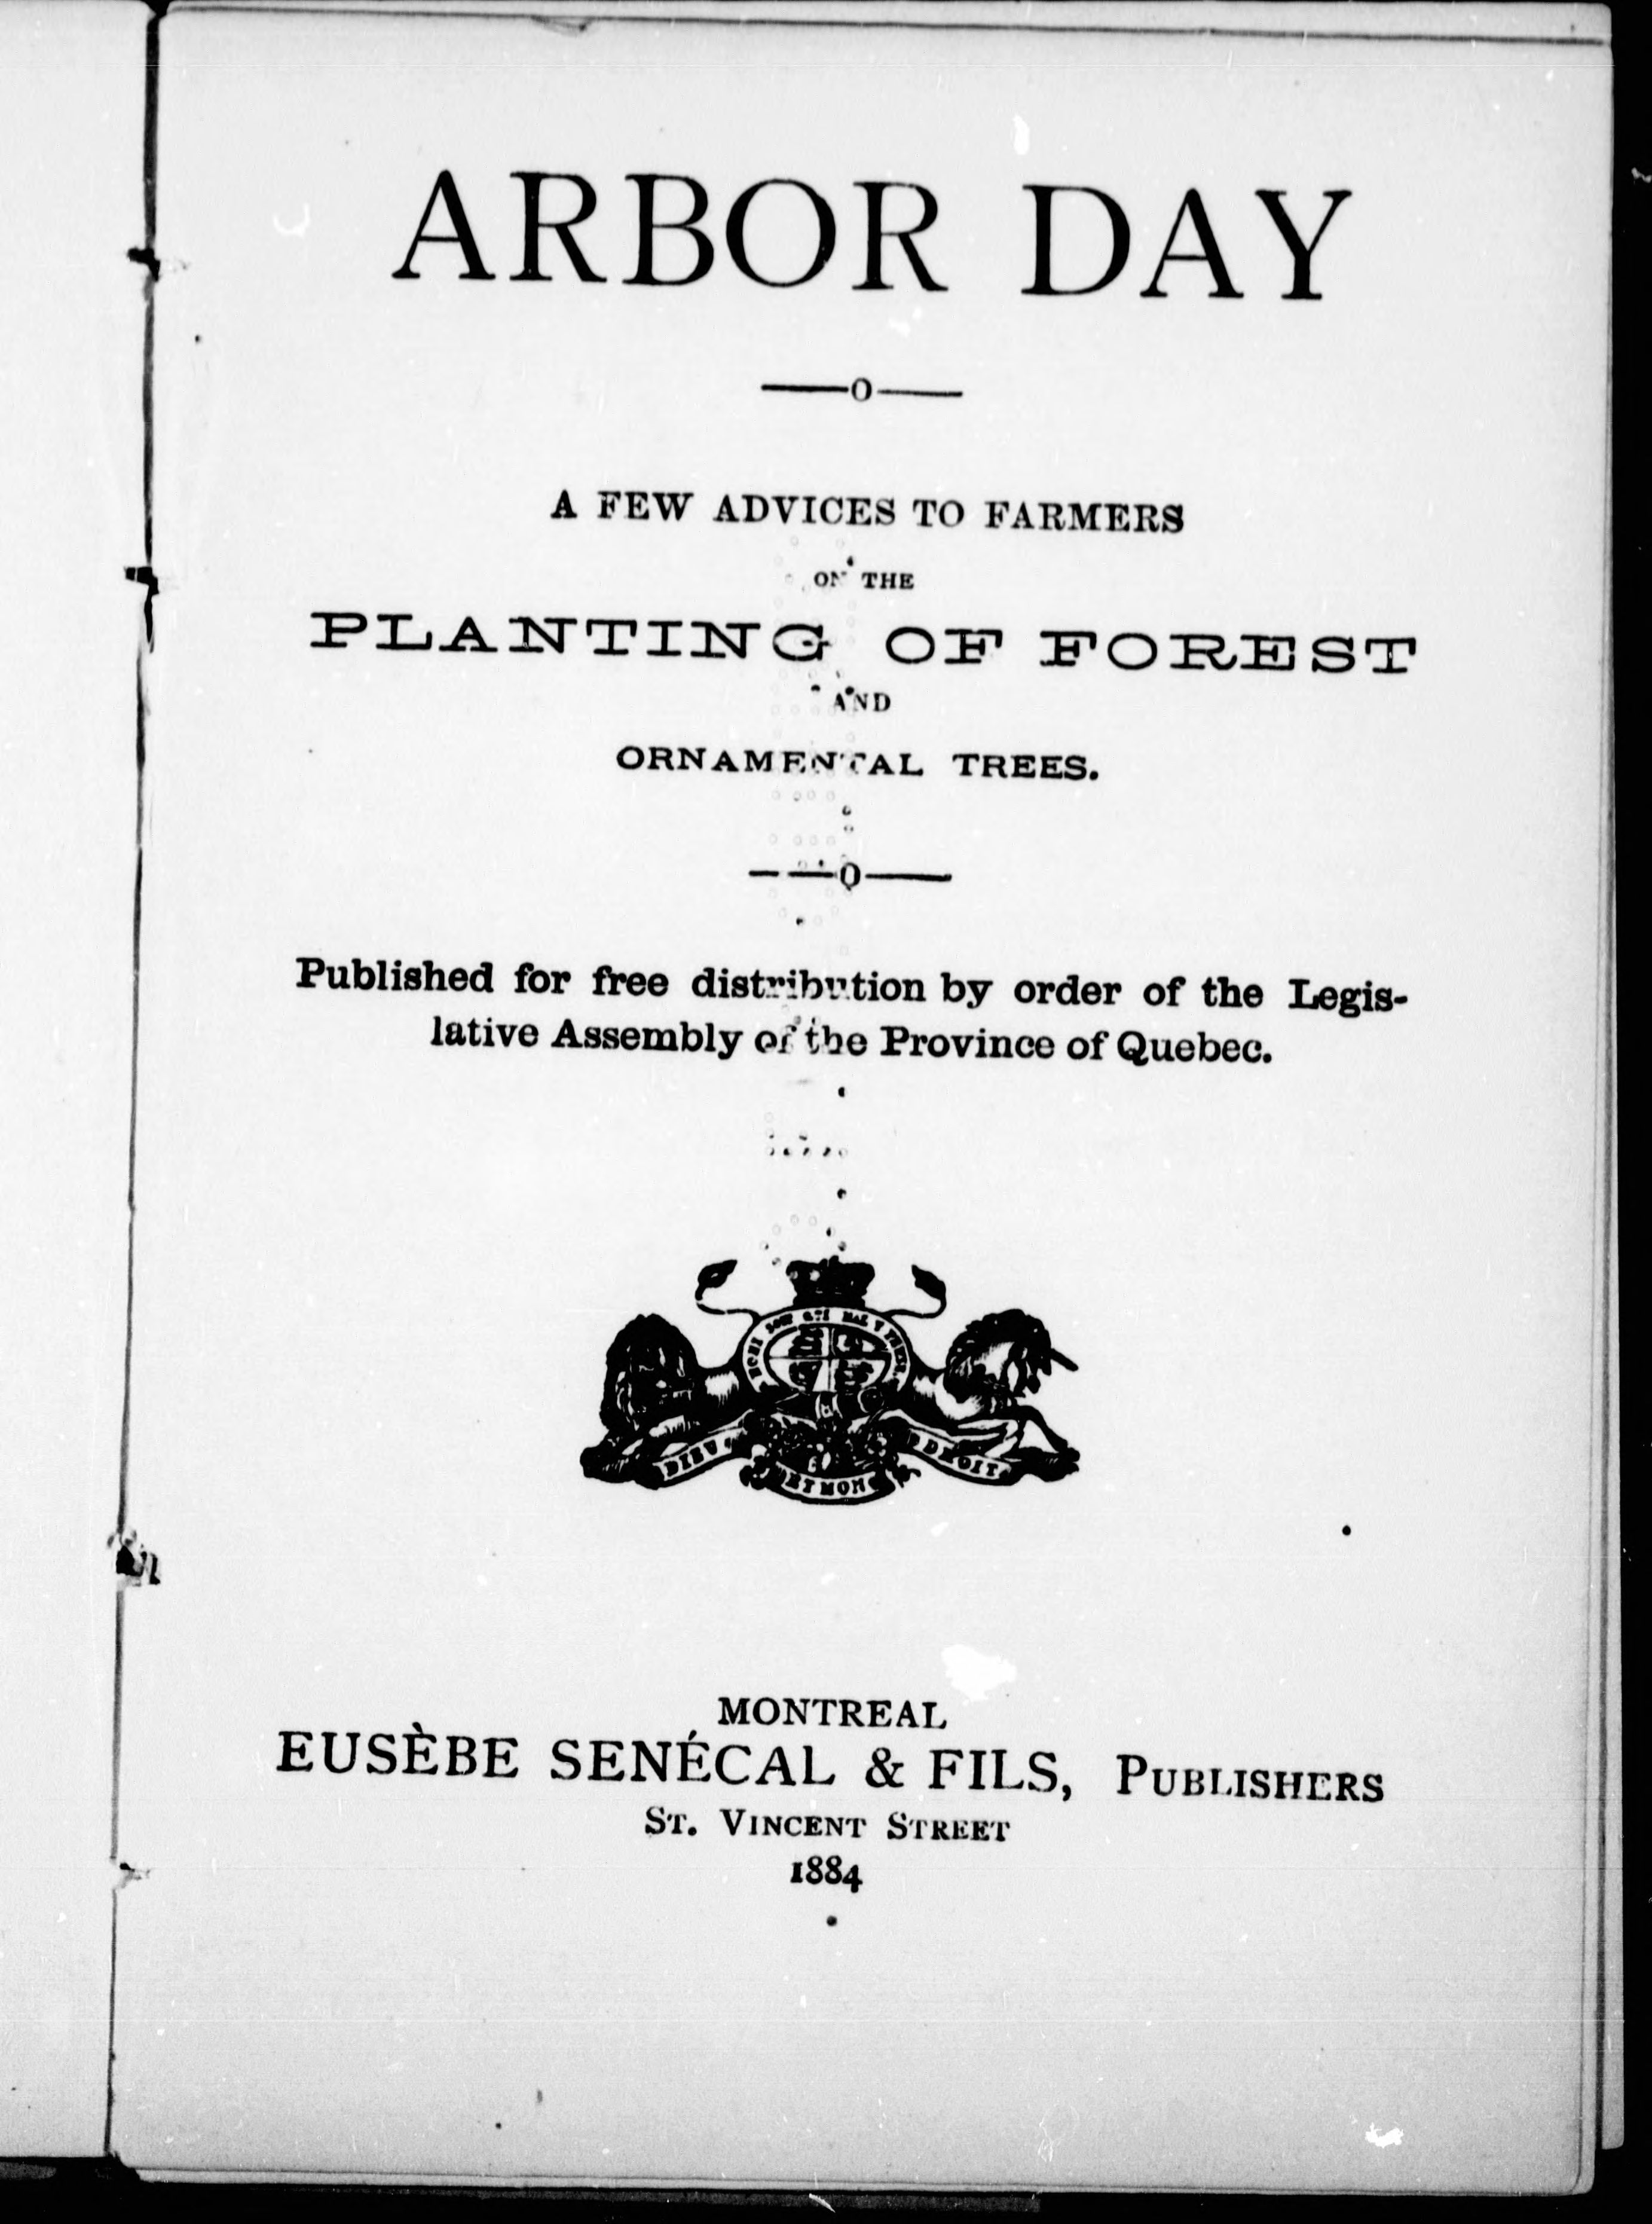 ARBOR DAY
A FEW ADVICES TO FARMERS
ON THE
PLANTING OF FOREST
AND
ORNAMENTAL TREES.
Published for free distribution by order of the Legis-
lative Assembly of the Province of Quebec.
QUI MAL Y
DIEU ET MON DROIT
MONTREAL
EUSÈBE SENÉCAL & FILS, PUBLISHERS
ST. VINCENT STREET
1884